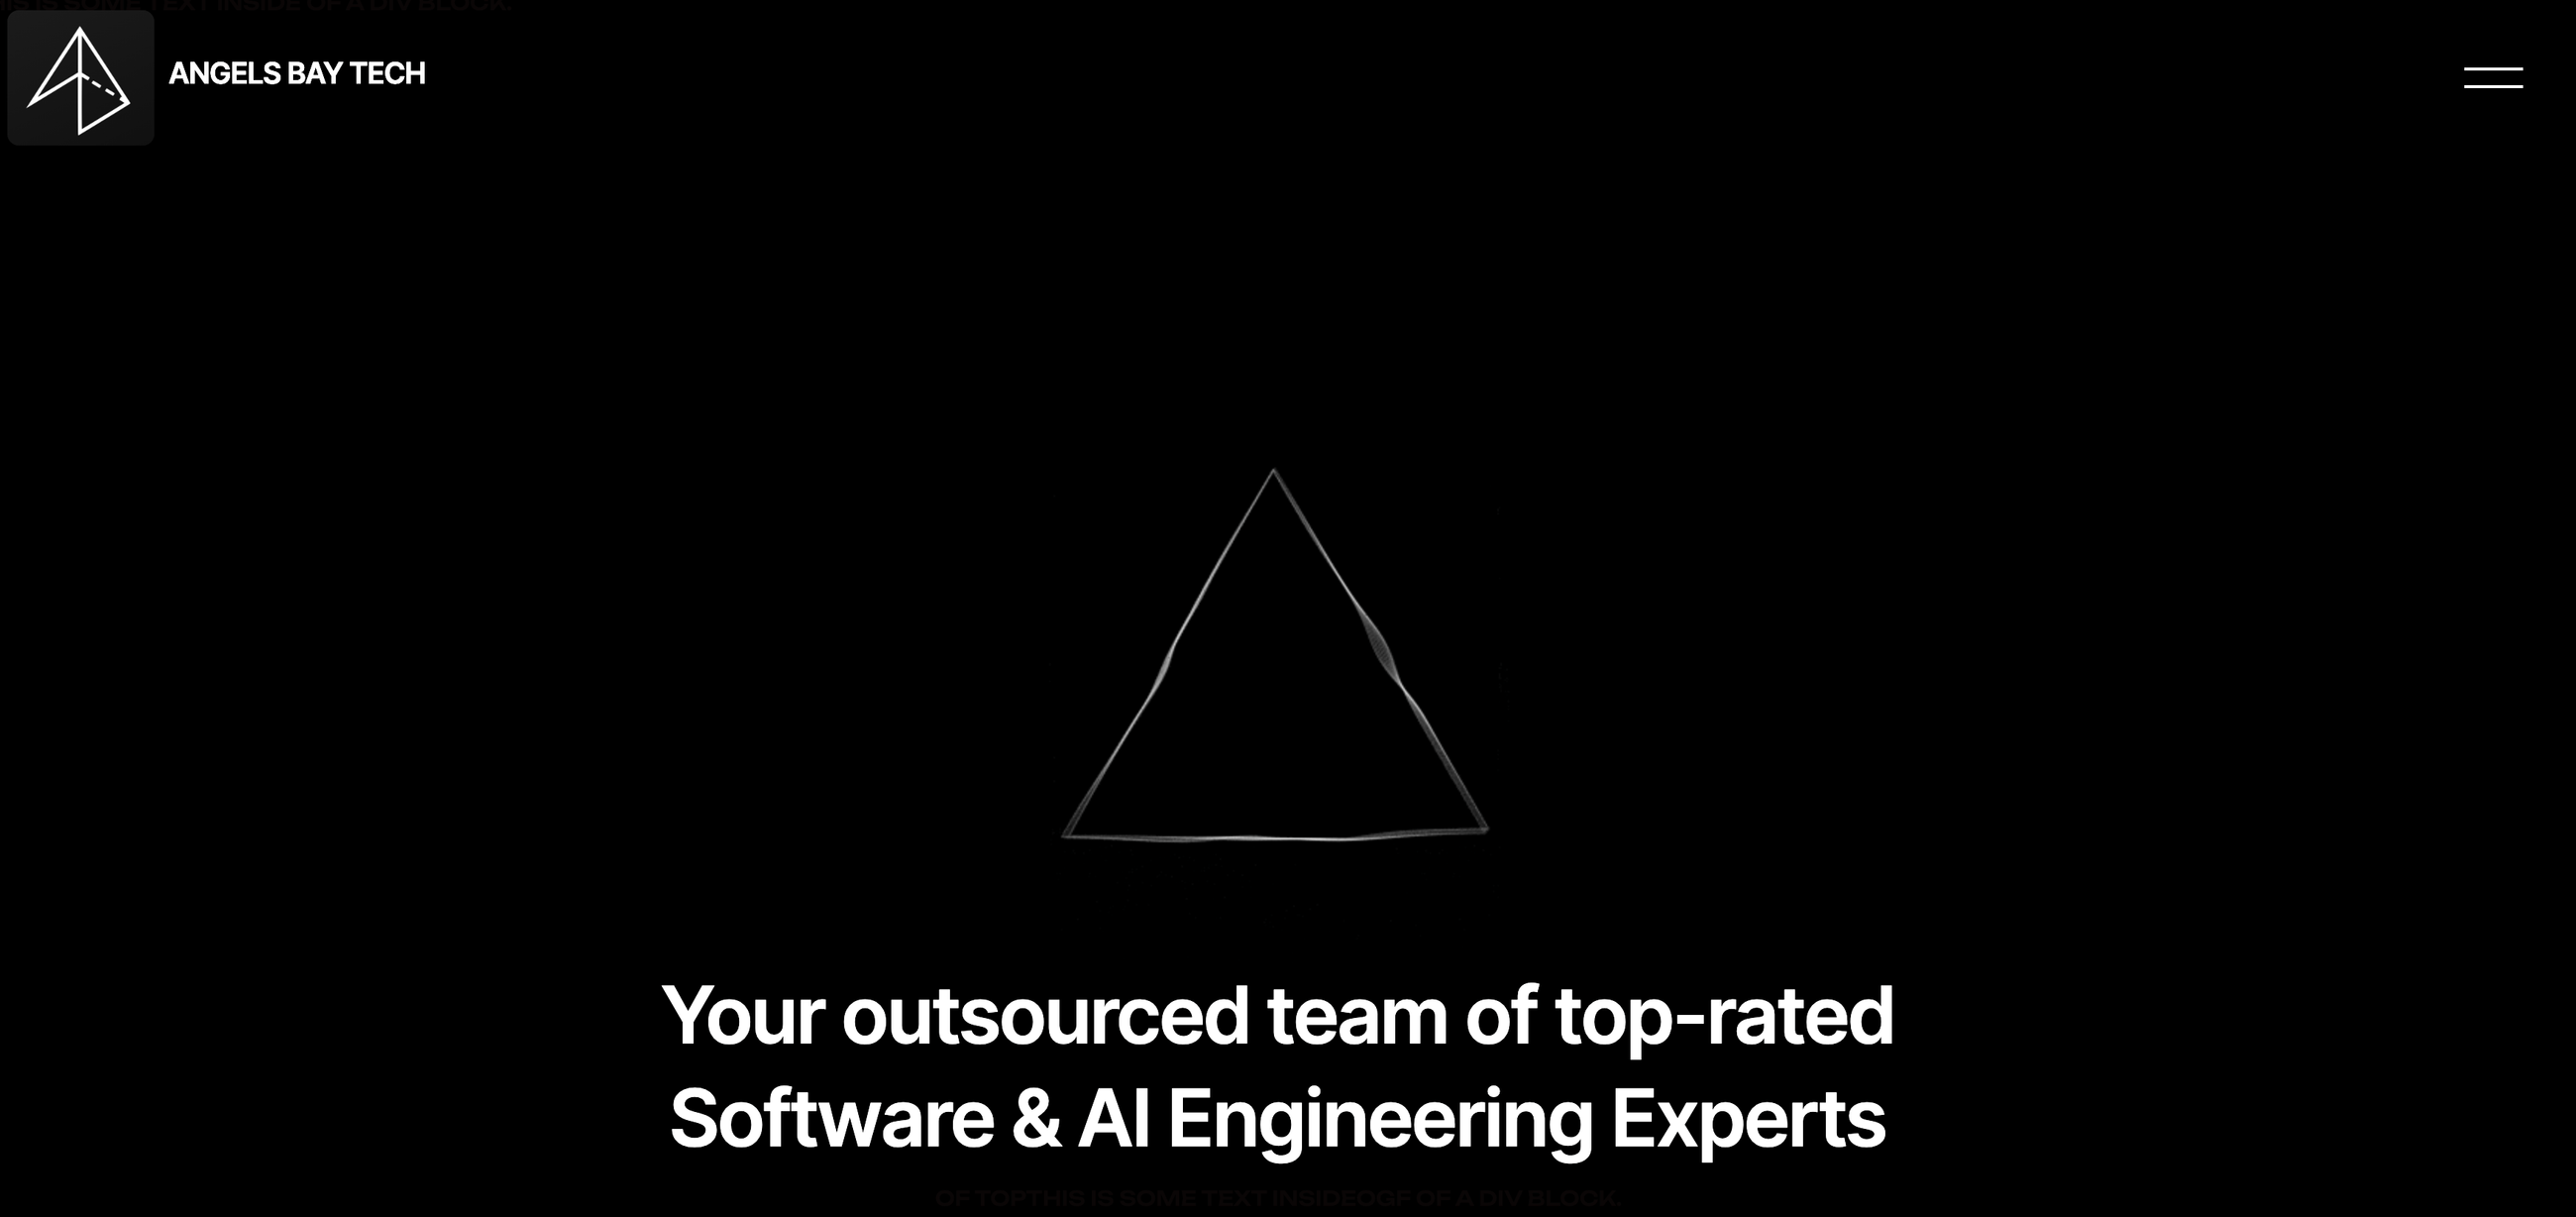 HIS IS SOME TEXT INSIDE OF A DIV BLOCK.
ANGELS BAY TECH
Your outsourced team of top-rated
Software & AI Engineering Experts
OF TOPTHIS IS SOME TEXT INSIDEOGF OF A DIV BLOCK.